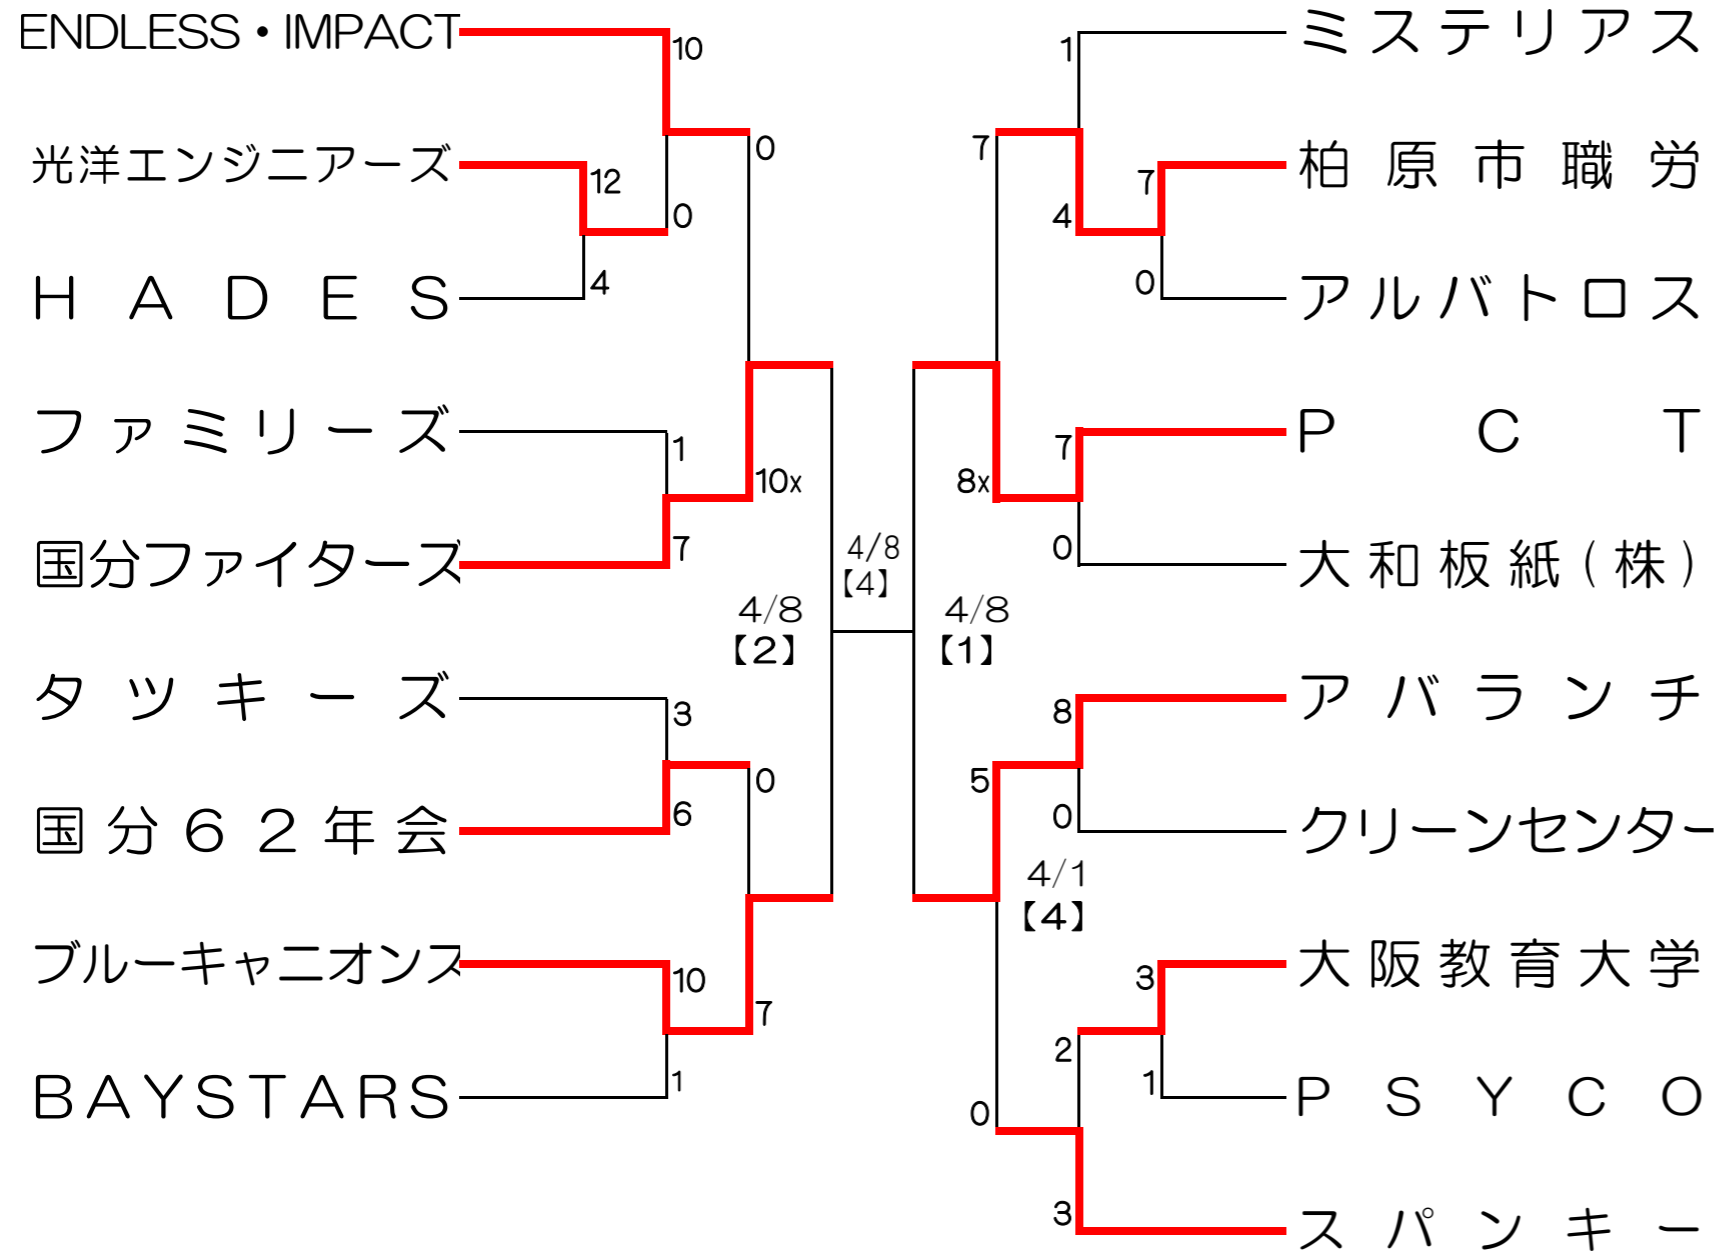 ENDLESS・IMPACT
10
0
光洋エンジニアーズ
12
0
HADES
4
ファミリーズ
1
10x
国分ファイターズ
7
4/8
【2】
タツキーズ
3
0
国分62年会
6
ブルーキャニオンズ
10
7
BAYSTARS
1
4/8
【4】
ミステリアス
1
7
柏原市職労
7
4
アルバトロス
0
PCT
7
8x
大和板紙(株)
0
4/8
【1】
アバランチ
8
5
クリーンセンター
0
4/1
【4】
大阪教育大学
3
2
PSYCO
1
0
スパンキー
3